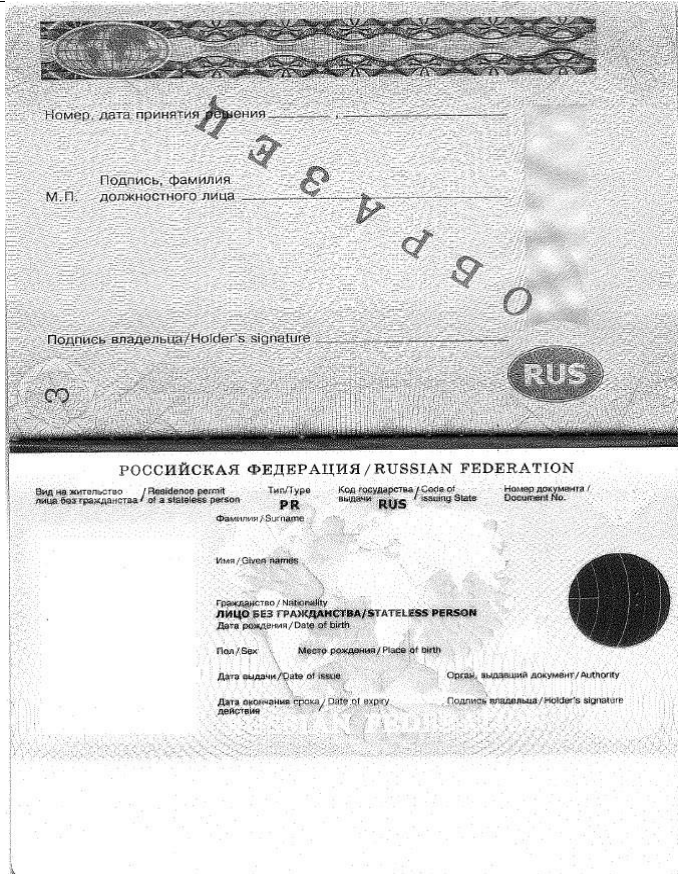 Номер, дата принятия решения ________ , ________
ОБРАЗЕЦ
Подпись, фамилия
М.П. должностного лица ________
Подпись владельца/Holder's signature ________
RUS
3
РОССИЙСКАЯ ФЕДЕРАЦИЯ/RUSSIAN FEDERATION
Вид на жительство / Residence permit
лица без гражданства / of a stateless person
Тип/Type
PR
Код государства / Code of
выдачи issuing State
RUS
Номер документа /
Document No.
Фамилия/Surname
Имя/Given names
Гражданство/Nationality
ЛИЦО БЕЗ ГРАЖДАНСТВА/STATELESS PERSON
Дата рождения/Date of birth
Пол/Sex Место рождения/Place of birth
Дата выдачи/Date of issue Орган, выдавший документ/Authority
Дата окончания срока / Date of expiry Подпись владельца/Holder's signature
действия